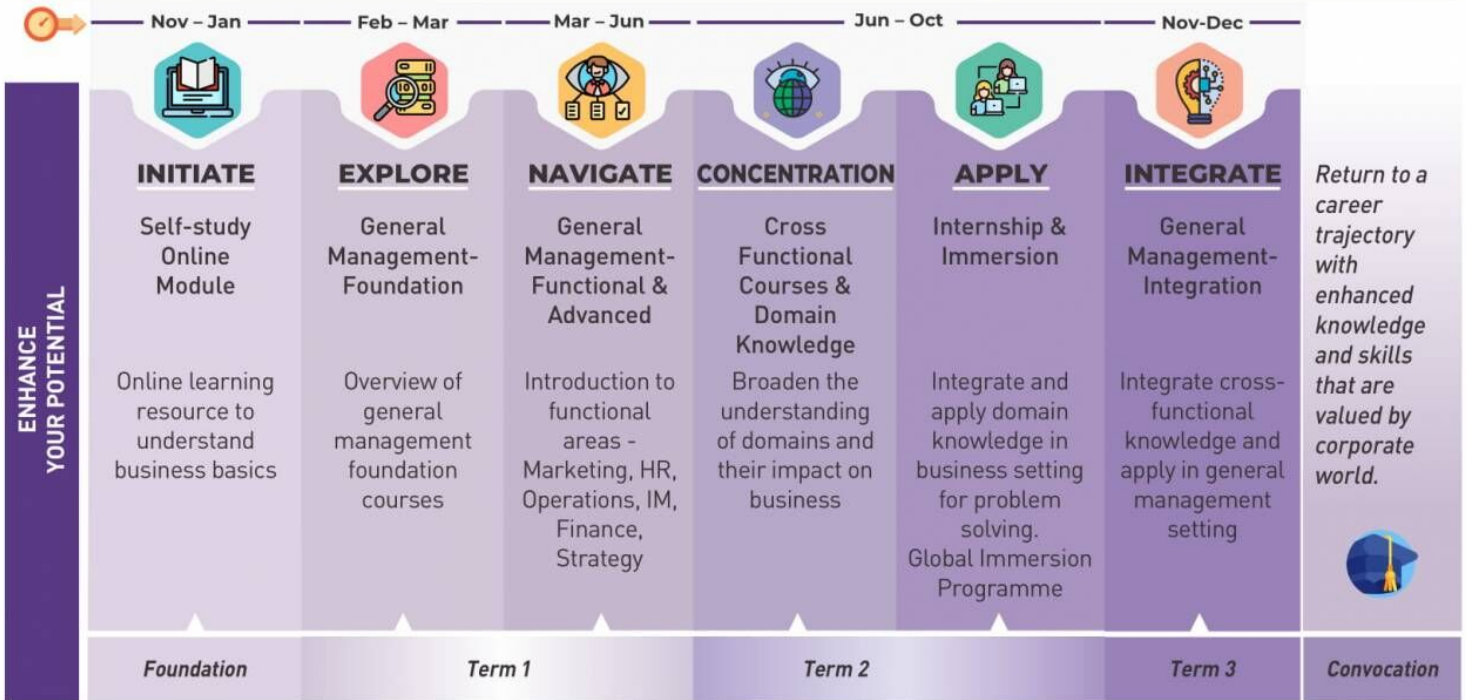 Nov – Jan
Feb – Mar
Mar – Jun
Jun – Oct
Nov-Dec
ENHANCE
YOUR POTENTIAL
INITIATE
Self-study
Online
Module
Online learning
resource to
understand
business basics
EXPLORE
General
Management-
Foundation
Overview of
general
management
foundation
courses
NAVIGATE
General
Management-
Functional &
Advanced
Introduction to
functional
areas -
Marketing, HR,
Operations, IM,
Finance,
Strategy
CONCENTRATION
Cross
Functional
Courses &
Domain
Knowledge
Broaden the
understanding
of domains and
their impact on
business
APPLY
Internship &
Immersion
Integrate and
apply domain
knowledge in
business setting
for problem
solving.
Global Immersion
Programme
INTEGRATE
General
Management-
Integration
Integrate cross-
functional
knowledge and
apply in general
management
setting
Return to a
career
trajectory
with
enhanced
knowledge
and skills
that are
valued by
corporate
world.
Foundation
Term 1
Term 2
Term 3
Convocation